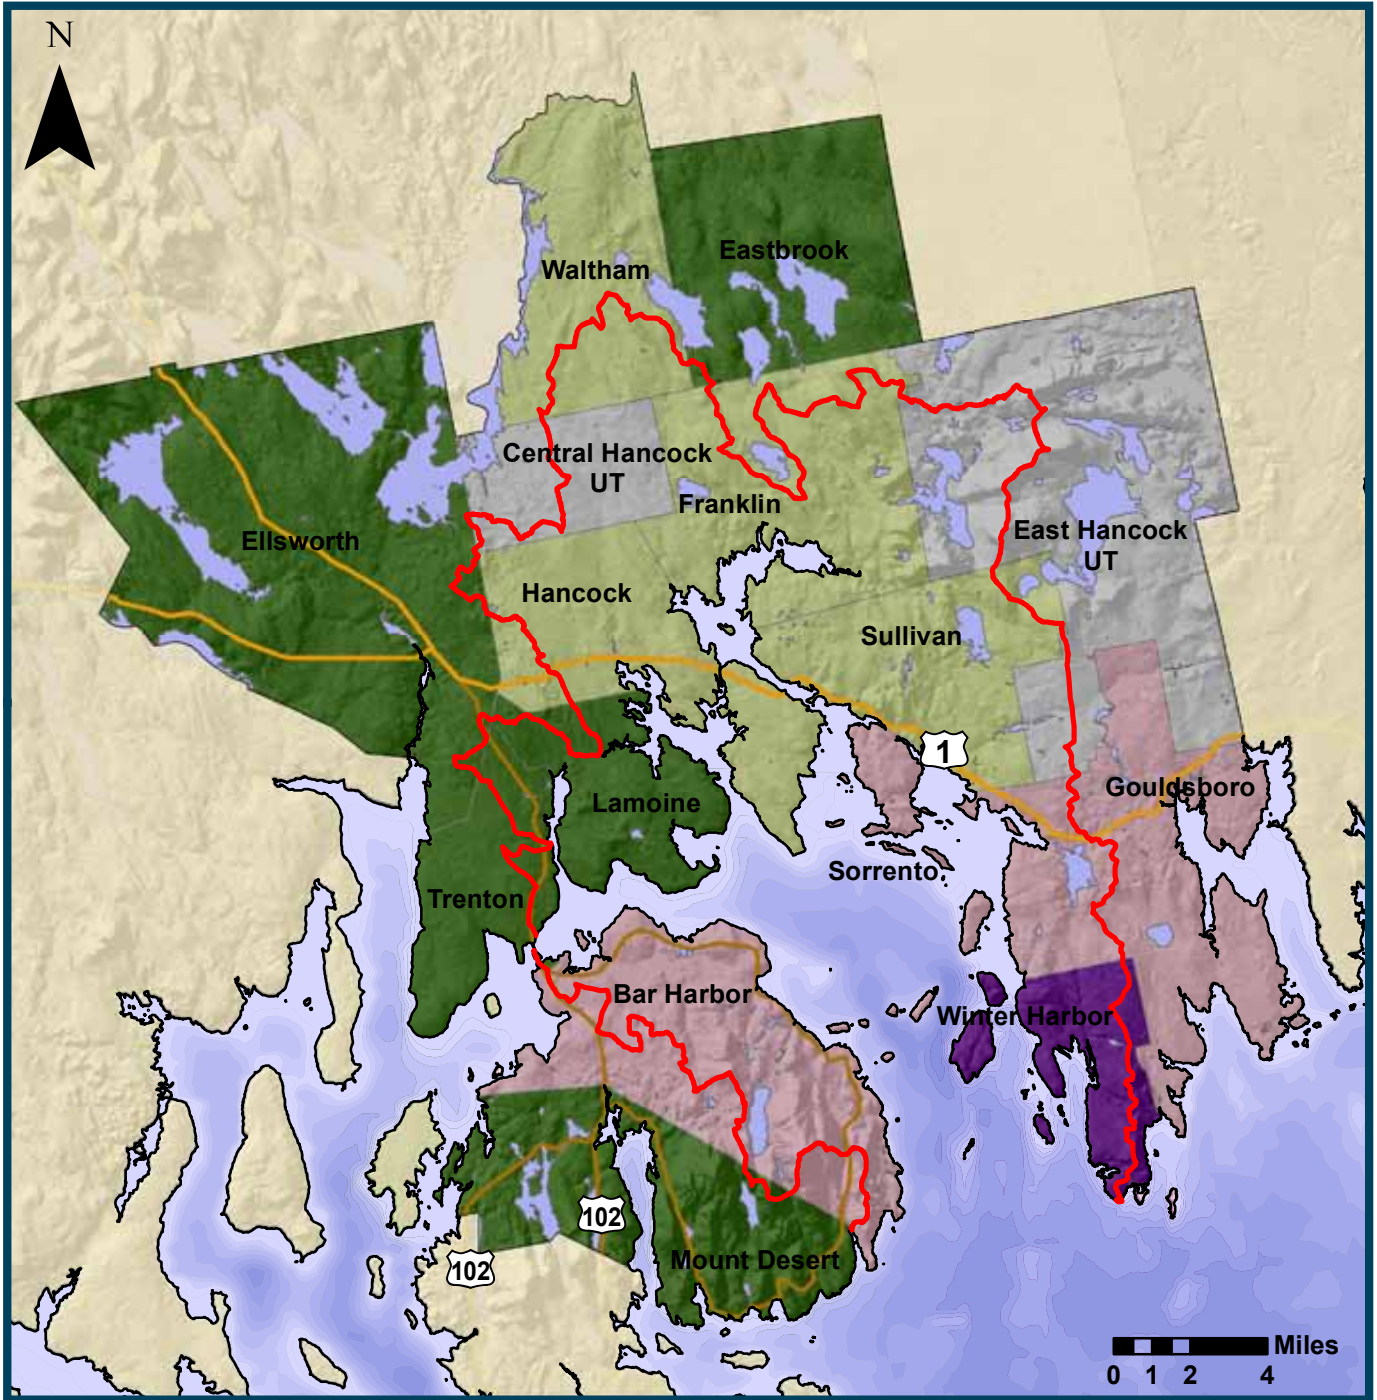 N
Eastbrook
Waltham
Central Hancock
UT
Franklin
Ellsworth
East Hancock
UT
Hancock
Sullivan
1
Gouldsboro
Lamoine
Sorrento
Trenton
Bar Harbor
Winter Harbor
102
Mount Desert
102
Miles
0 1 2 4